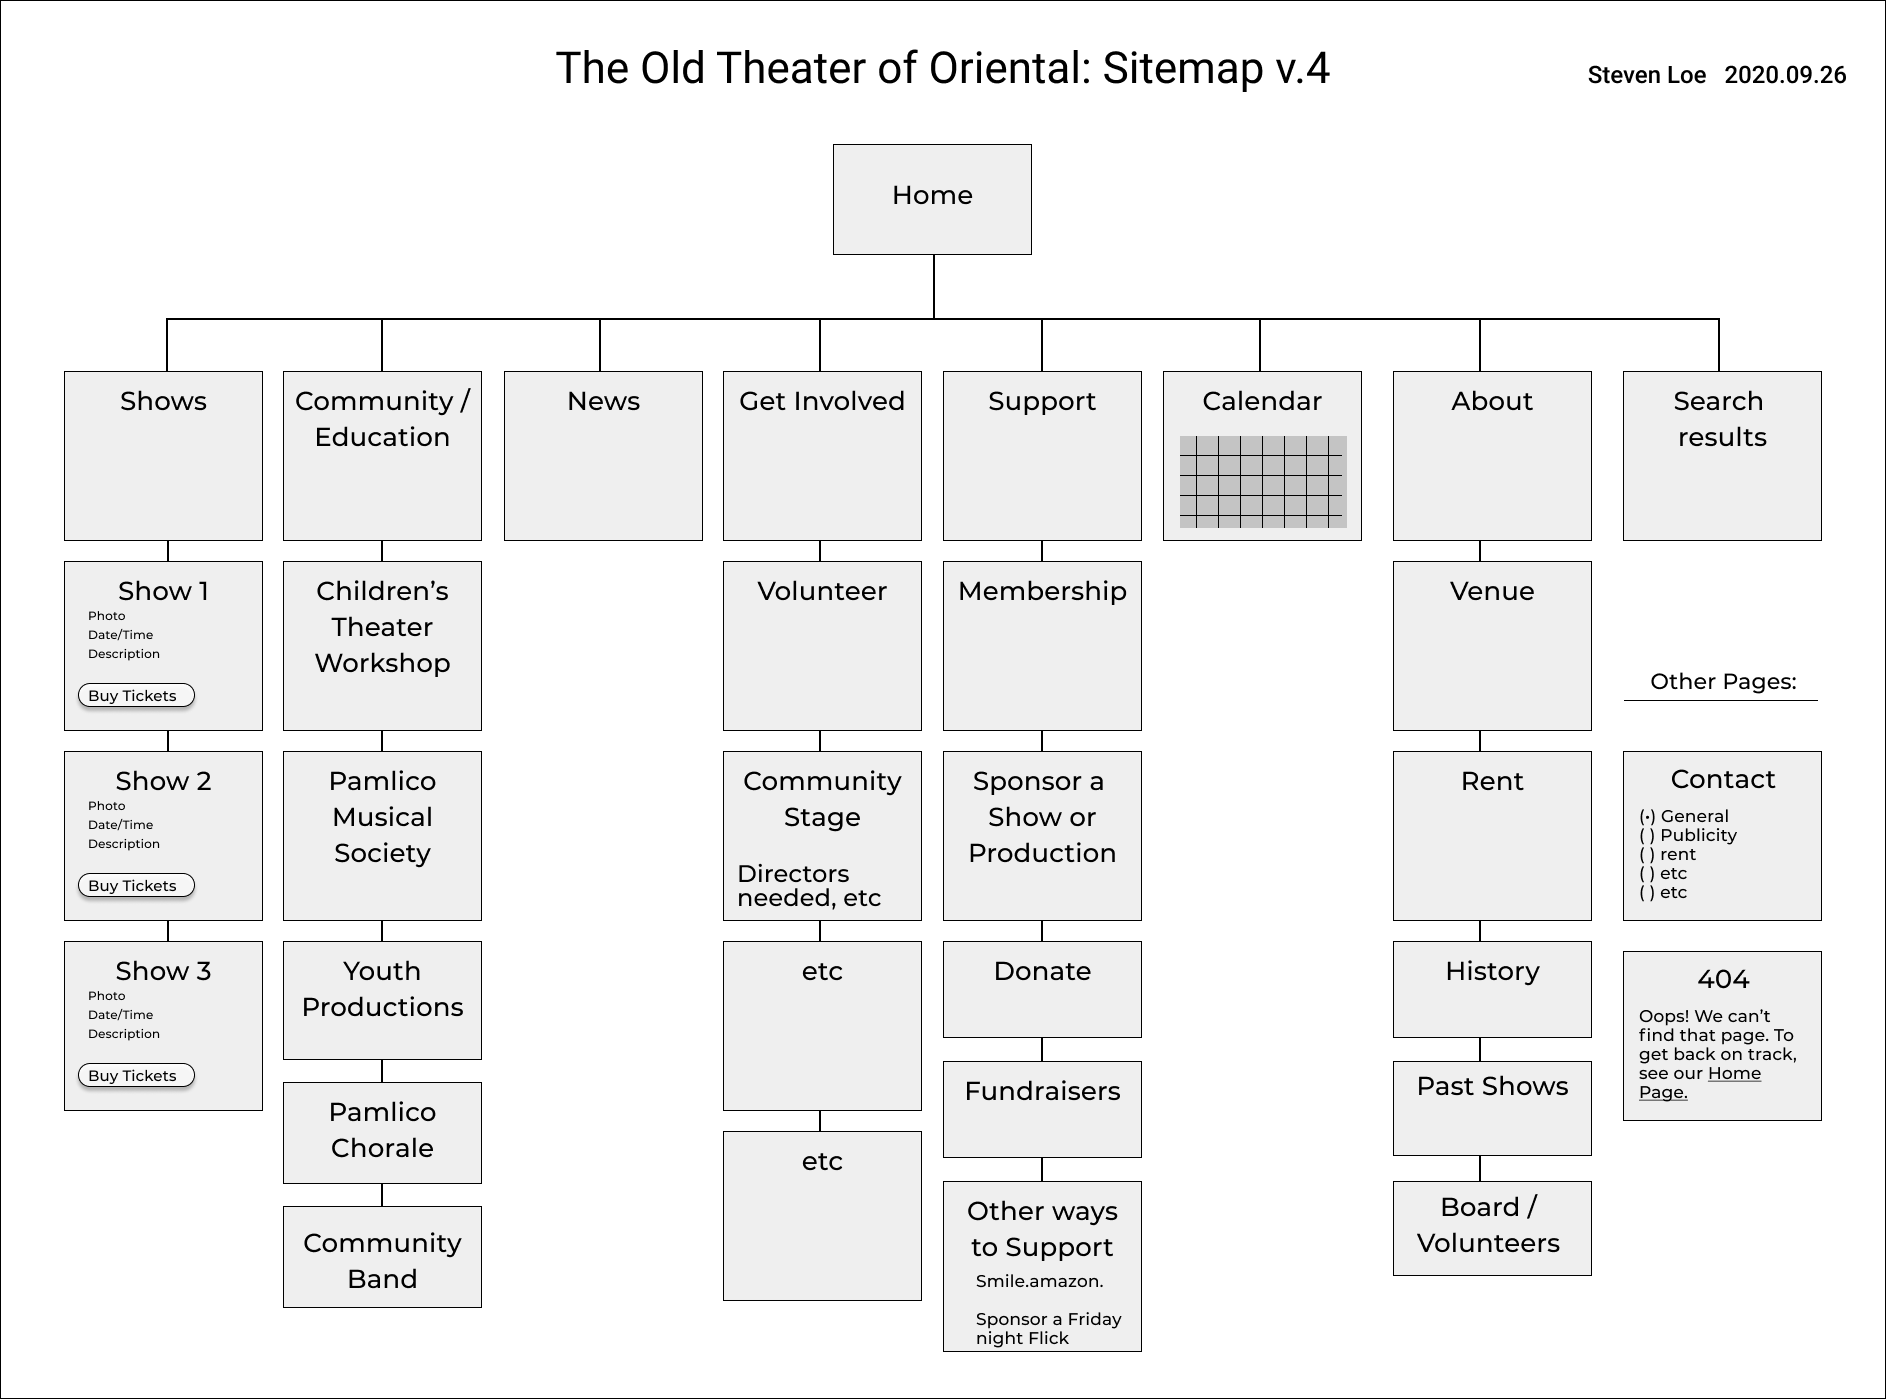 The Old Theater of Oriental: Sitemap v.4
Steven Loe   2020.09.26
Home
Shows
Community /
Education
News
Get Involved
Support
Calendar
About
Search
results
Show 1
Photo
Date/Time
Description
Buy Tickets
Show 2
Photo
Date/Time
Description
Buy Tickets
Show 3
Photo
Date/Time
Description
Buy Tickets
Children’s
Theater
Workshop
Pamlico
Musical
Society
Youth
Productions
Pamlico
Chorale
Community
Band
Volunteer
Community
Stage
Directors
needed, etc
etc
etc
Membership
Sponsor a
Show or
Production
Donate
Fundraisers
Other ways
to Support
Smile.amazon.
Sponsor a Friday
night Flick
Venue
Rent
History
Past Shows
Board /
Volunteers
Other Pages:
Contact
(•) General
( ) Publicity
( ) rent
( ) etc
( ) etc
404
Oops! We can’t
find that page. To
get back on track,
see our Home
Page.